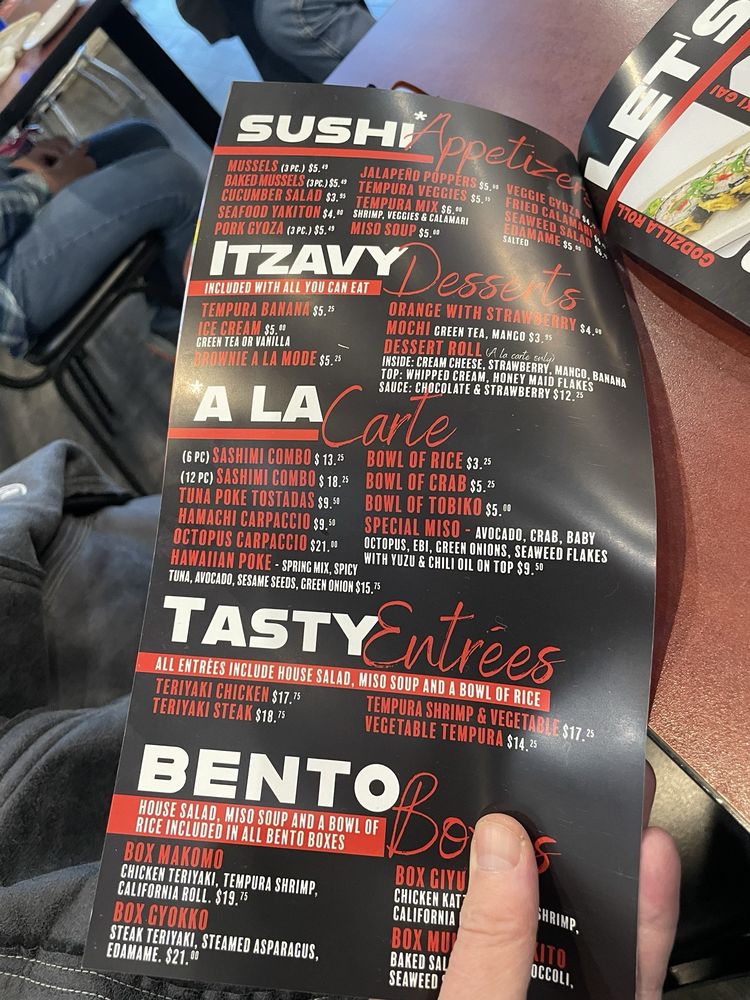 SUSHI* Appetizers
MUSSELS (3 PC.) $5.49
BAKED MUSSELS (3PC.) $5.49
CUCUMBER SALAD $3.95
SEAFOOD YAKITON $4.00
PORK GYOZA (3 PC.) $5.49
JALAPEÑO POPPERS $5.00
TEMPURA VEGGIES $5.15
TEMPURA MIX $6.00
SHRIMP, VEGGIES & CALAMARI
MISO SOUP $5.00
VEGGIE GYOZA
FRIED CALAMARI
SEAWEED SALAD
EDAMAME $5.00
SALTED
ITZAVY Desserts
INCLUDED WITH ALL YOU CAN EAT
TEMPURA BANANA $5.25
ICE CREAM $5.00
GREEN TEA OR VANILLA
BROWNIE A LA MODE $5.25
ORANGE WITH STRAWBERRY $4.00
MOCHI GREEN TEA, MANGO $3.95
DESSERT ROLL (A la carte only)
INSIDE: CREAM CHEESE, STRAWBERRY, MANGO, BANANA
TOP: WHIPPED CREAM, HONEY MAID FLAKES
SAUCE: CHOCOLATE & STRAWBERRY $12.25
*A LA Carte
(6 PC) SASHIMI COMBO $13.25
(12 PC) SASHIMI COMBO $18.25
TUNA POKE TOSTADAS $9.50
HAMACHI CARPACCIO $9.50
OCTOPUS CARPACCIO $21.00
HAWAIIAN POKE - SPRING MIX, SPICY
TUNA, AVOCADO, SESAME SEEDS, GREEN ONION $15.75
BOWL OF RICE $3.25
BOWL OF CRAB $5.25
BOWL OF TOBIKO $5.00
SPECIAL MISO - AVOCADO, CRAB, BABY
OCTOPUS, EBI, GREEN ONIONS, SEAWEED FLAKES
WITH YUZU & CHILI OIL ON TOP $9.50
TASTY Entrées
ALL ENTRÉES INCLUDE HOUSE SALAD, MISO SOUP AND A BOWL OF RICE
TERIYAKI CHICKEN $17.75
TERIYAKI STEAK $18.75
TEMPURA SHRIMP & VEGETABLE $17.25
VEGETABLE TEMPURA $14.25
BENTO Boxes
HOUSE SALAD, MISO SOUP AND A BOWL OF
RICE INCLUDED IN ALL BENTO BOXES
BOX MAKOMO
CHICKEN TERIYAKI, TEMPURA SHRIMP,
CALIFORNIA ROLL. $19.75
BOX GYOKKO
STEAK TERIYAKI, STEAMED ASPARAGUS,
EDAMAME. $21.00
BOX
CHICKEN SHRIMP,
CALIFORNIA
BOX
BAKED
SEAWEED
LET'S
GODZILLA ROLL